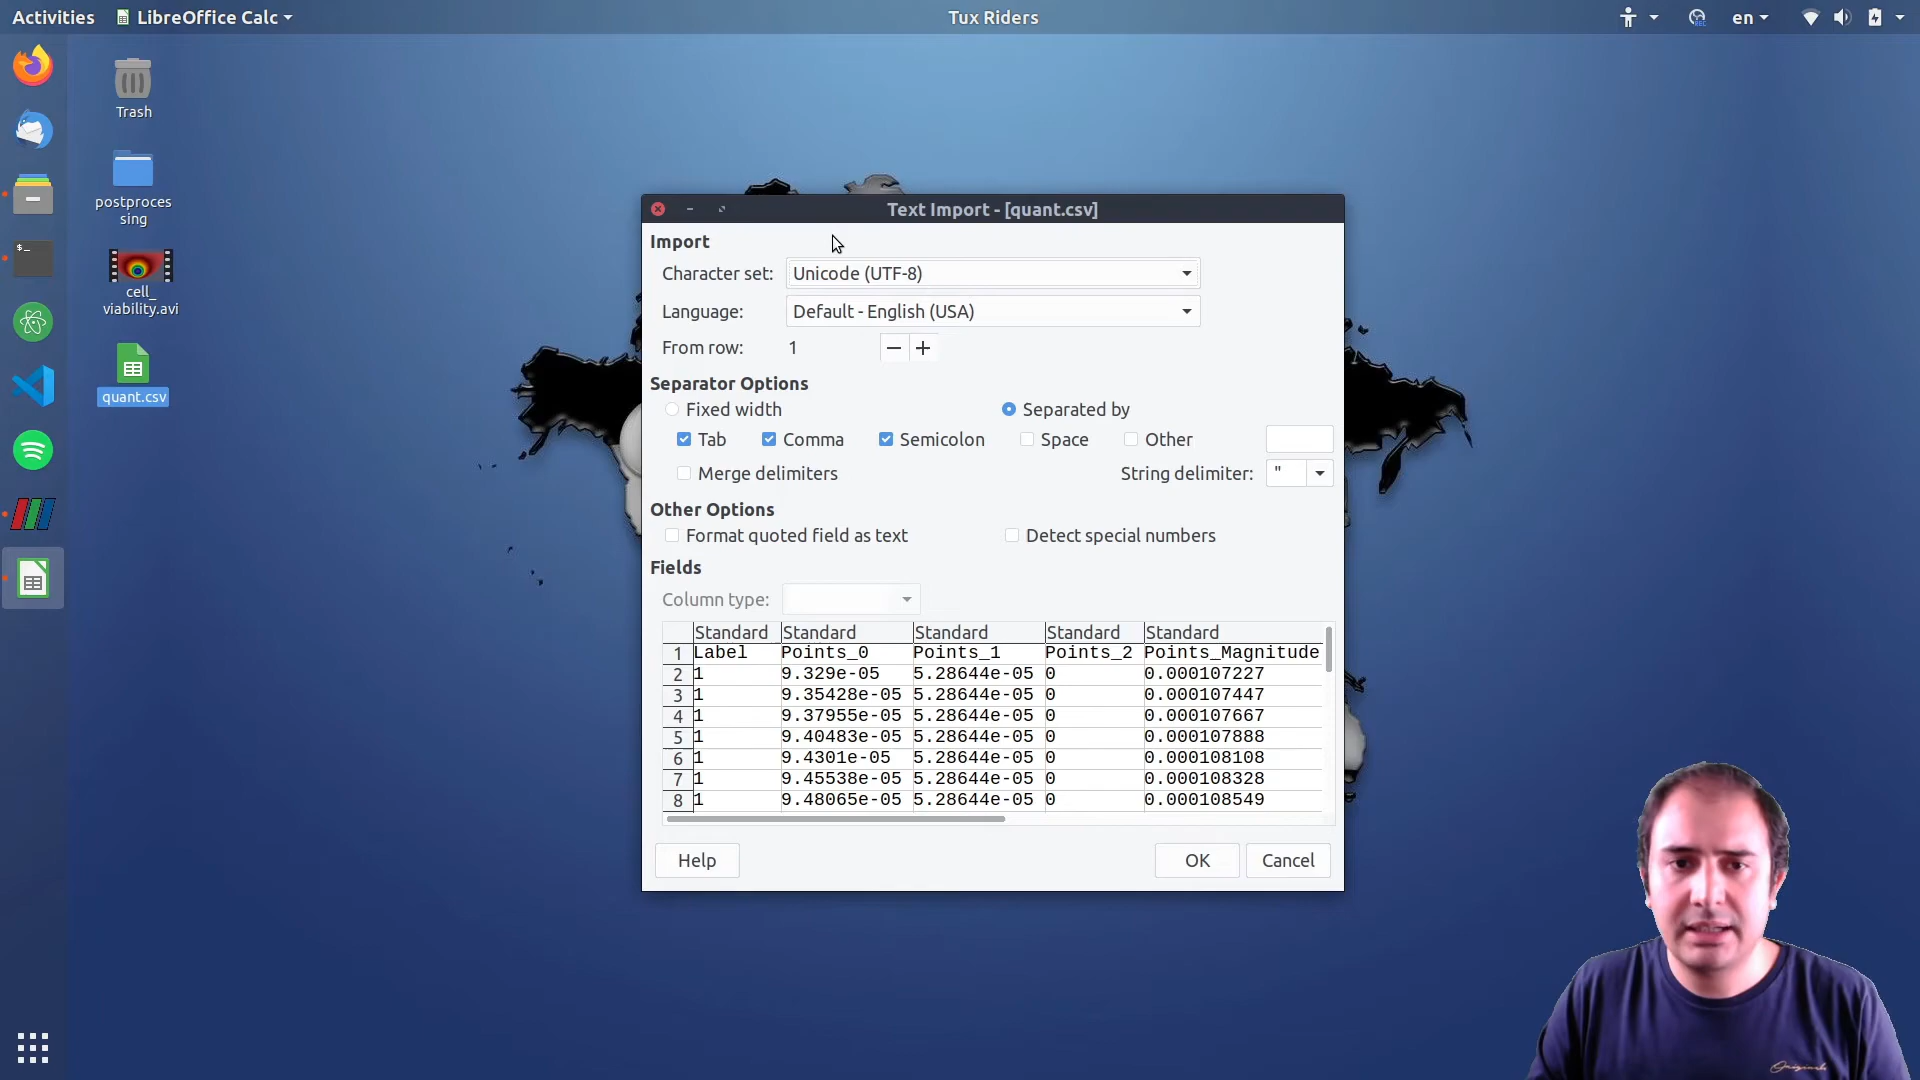 Activities LibreOffice Calc Tux Riders en
Trash
postproces
sing
cell_
viability.avi
quant.csv
Text Import - [quant.csv]
Import
Character set: Unicode (UTF-8)
Language: Default - English (USA)
From row: 1
Separator Options
Fixed width Separated by
Tab Comma Semicolon Space Other
Merge delimiters String delimiter: "
Other Options
Format quoted field as text Detect special numbers
Fields
Column type:
Standard Standard Standard Standard Standard
1 Label Points_0 Points_1 Points_2 Points_Magnitude
2 1 9.329e-05 5.28644e-05 0 0.000107227
3 1 9.35428e-05 5.28644e-05 0 0.000107447
4 1 9.37955e-05 5.28644e-05 0 0.000107667
5 1 9.40483e-05 5.28644e-05 0 0.000107888
6 1 9.4301e-05 5.28644e-05 0 0.000108108
7 1 9.45538e-05 5.28644e-05 0 0.000108328
8 1 9.48065e-05 5.28644e-05 0 0.000108549
Help OK Cancel